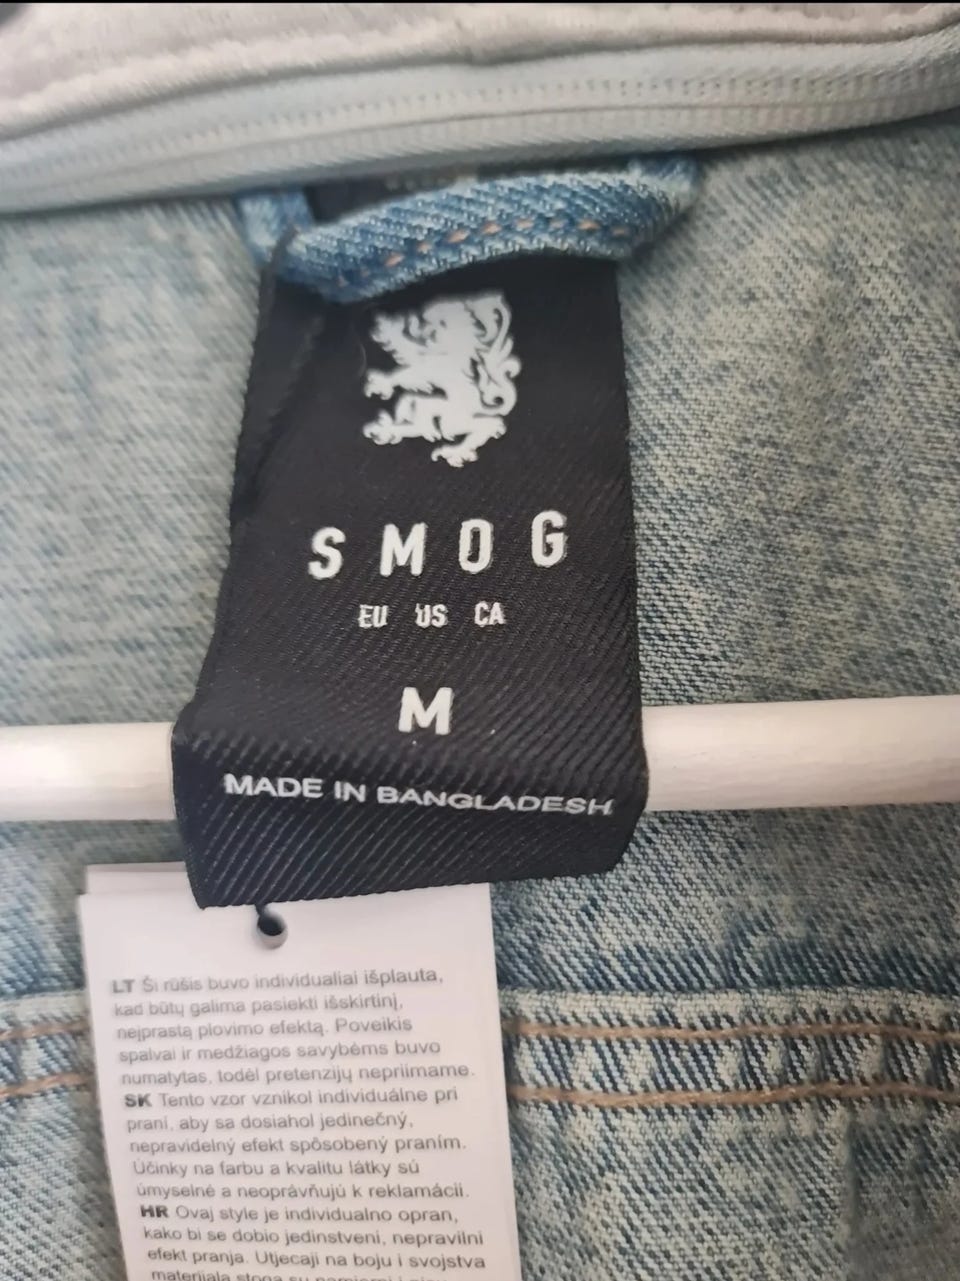 SMOG
EU US CA
M
MADE IN BANGLADESH
LT Ši rūšis buvo individualiai išplauta,
kad būtų galima pasiekti išskirtinį,
neįprastą plovimo efektą. Poveikis
spalvai ir medžiagos savybėms buvo
numatytas, todėl pretenzijų nepriimame.
SK Tento vzor vznikol individuálne pri
praní, aby sa dosiahol jedinečný,
nepravidelný efekt spôsobený praním.
Účinky na farbu a kvalitu látky sú
úmyselné a neoprávňujú k reklamácii.
HR Ovaj style je individualno opran,
kako bi se dobio jedinstveni, nepravilni
efekt pranja. Utjecaji na boju i svojstva
materijala stoga su